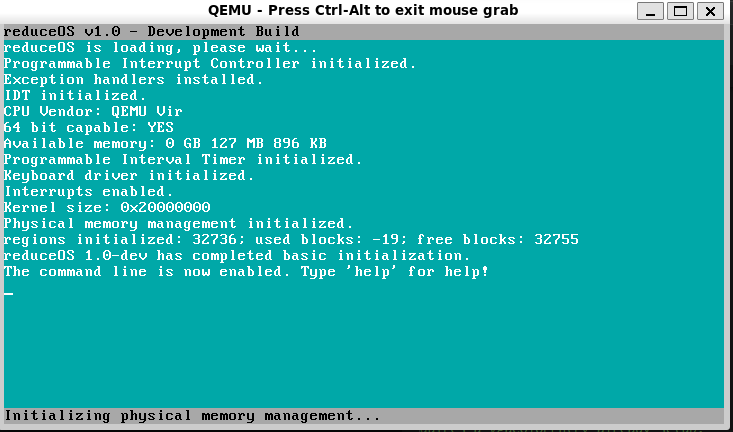 QEMU - Press Ctrl-Alt to exit mouse grab
reduceOS v1.0 - Development Build
reduceOS is loading, please wait...
Programmable Interrupt Controller initialized.
Exception handlers installed.
IDT initialized.
CPU Vendor: QEMU Vir
64 bit capable: YES
Available memory: 0 GB 127 MB 896 KB
Programmable Interval Timer initialized.
Keyboard driver initialized.
Interrupts enabled.
Kernel size: 0x20000000
Physical memory management initialized.
regions initialized: 32736; used blocks: -19; free blocks: 32755
reduceOS 1.0-dev has completed basic initialization.
The command line is now enabled. Type 'help' for help!
Initializing physical memory management...